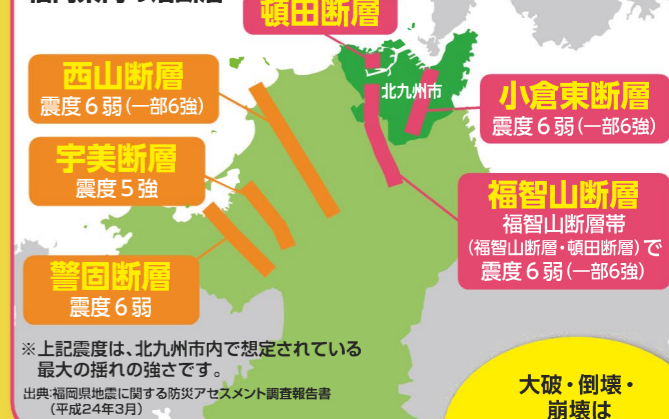 頓田断層
西山断層
震度6弱(一部6強)
北九州市
小倉東断層
震度6弱(一部6強)
宇美断層
震度5強
福智山断層
福智山断層帯
(福智山断層・頓田断層)で
震度6弱(一部6強)
警固断層
震度6弱
※上記震度は、北九州市内で想定されている
最大の揺れの強さです。
出典:福岡県地震に関する防災アセスメント調査報告書
(平成24年3月)
大破・倒壊・
崩壊は